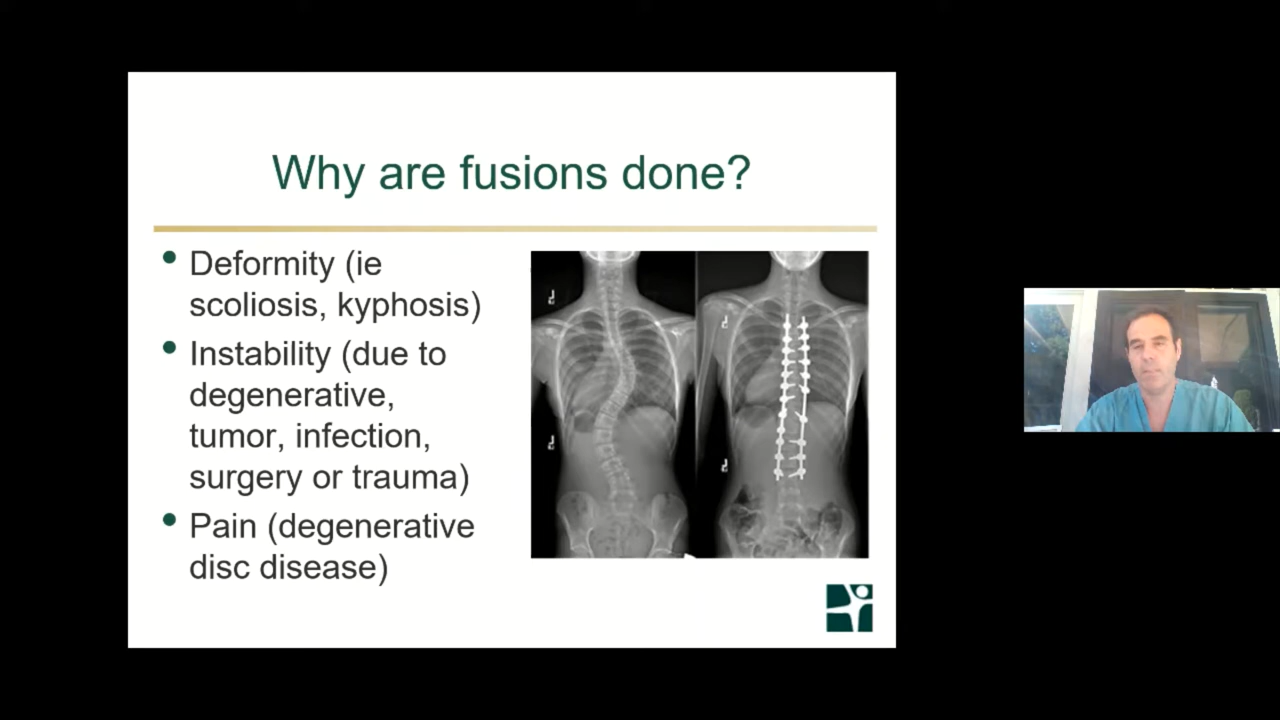 Why are fusions done?
• Deformity (ie
scoliosis, kyphosis)
• Instability (due to
degenerative,
tumor, infection,
surgery or trauma)
• Pain (degenerative
disc disease)